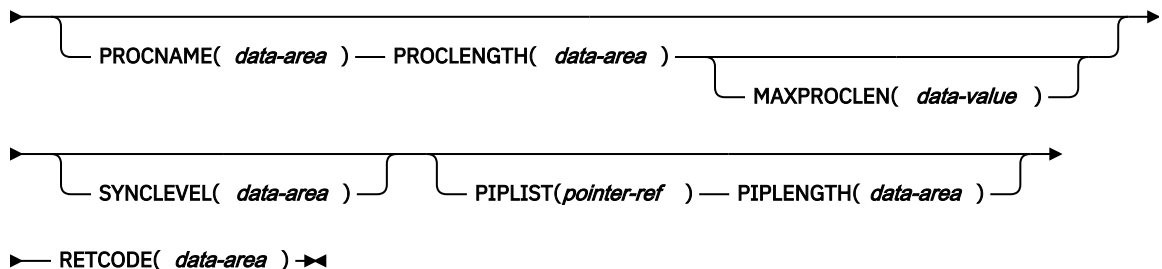 PROCNAME( data-area ) PROCLENGTH( data-area )
MAXPROCLEN( data-value )
SYNCLEVEL( data-area ) PIPLIST(pointer-ref ) PIPLENGTH( data-area )
RETCODE( data-area )